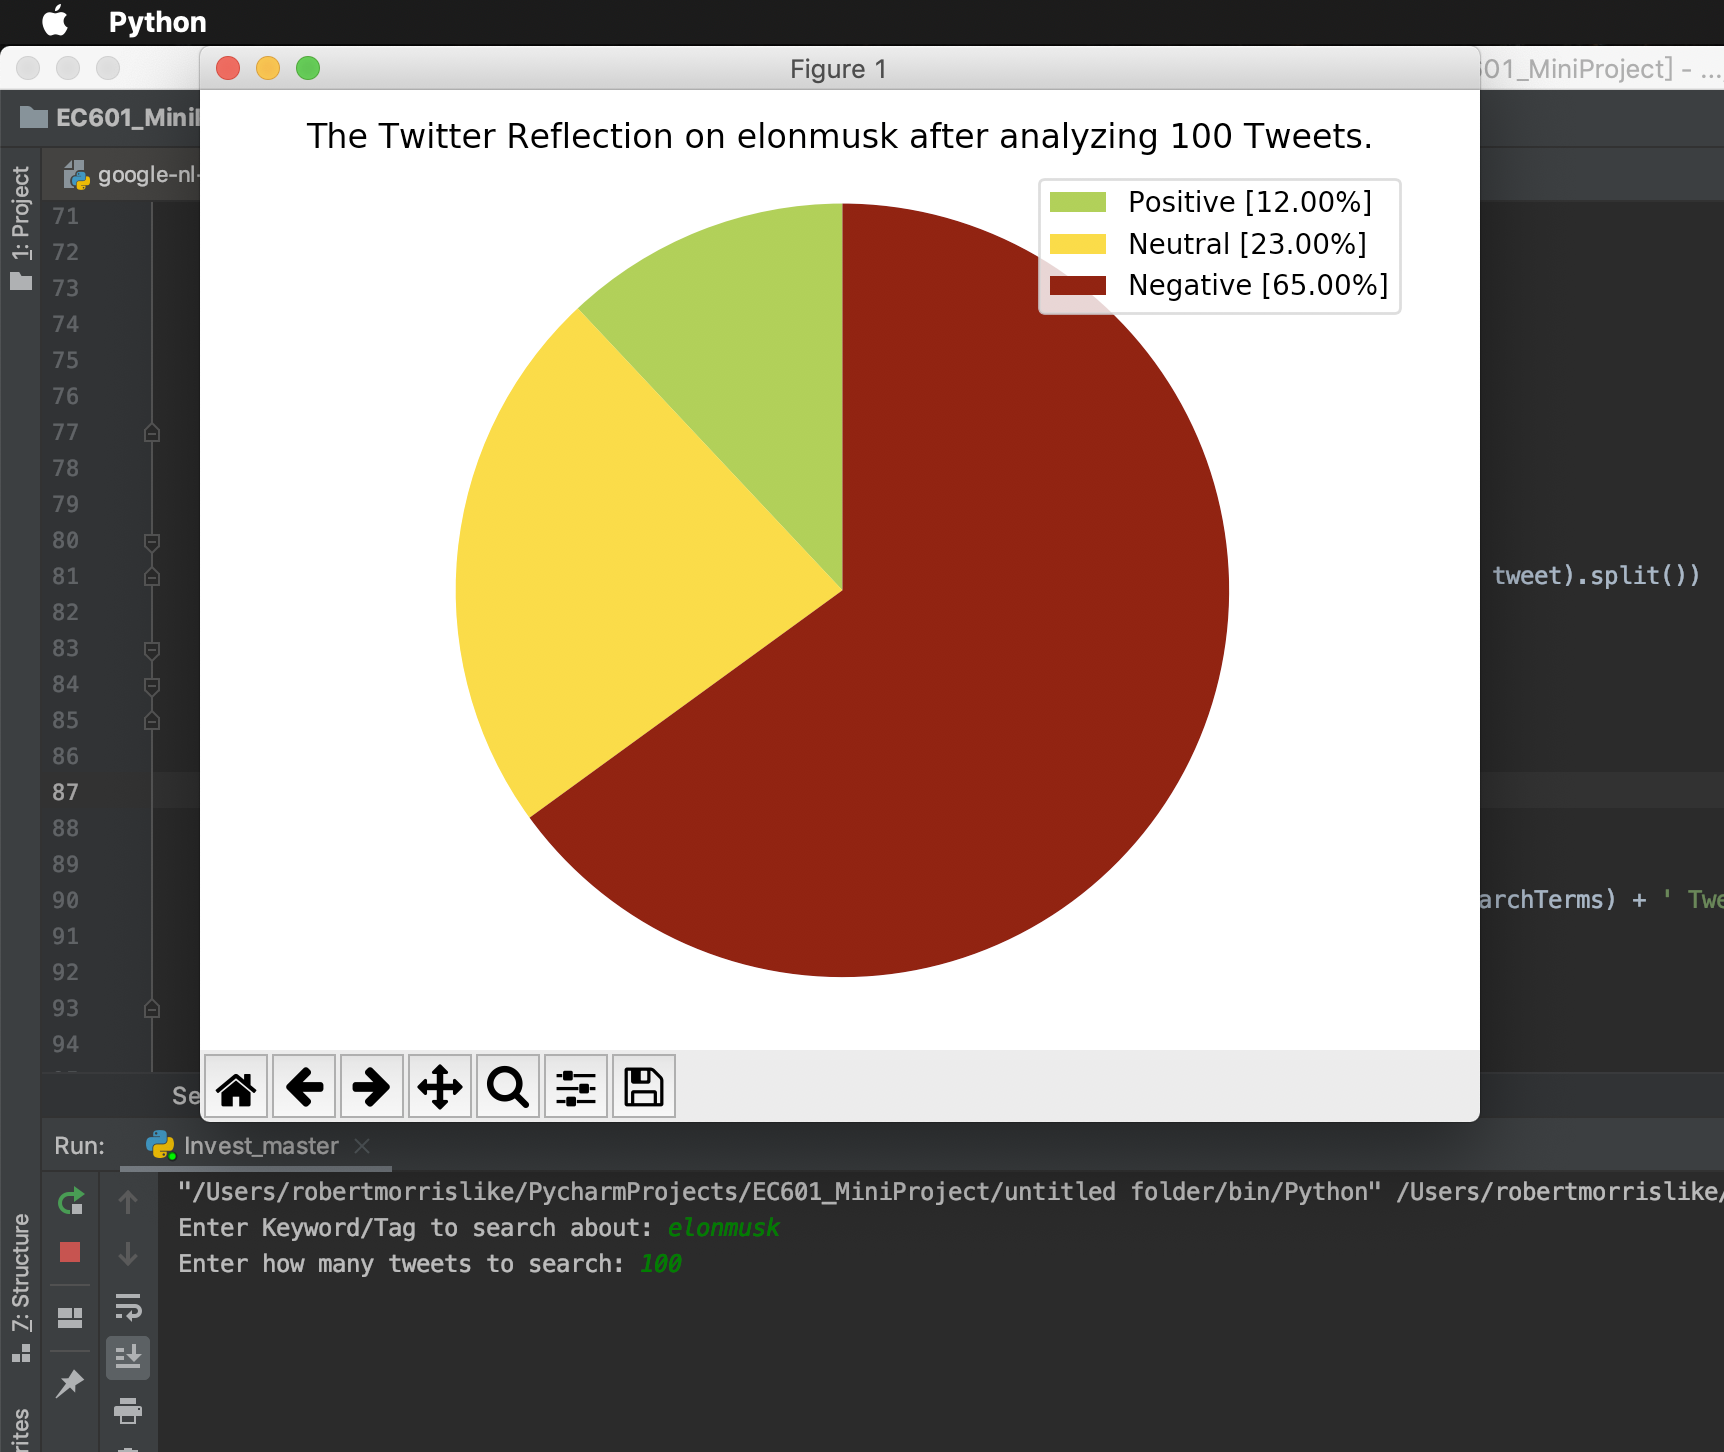 Python
Figure 1
601_MiniProject] - ...
EC601_Mini
google-nl-
1: Project
The Twitter Reflection on elonmusk after analyzing 100 Tweets.
Positive [12.00%]
Neutral [23.00%]
Negative [65.00%]
71
72
73
74
75
76
77
78
79
80
81
tweet).split())
82
83
84
85
86
87
88
89
90
archTerms) + ' Twe
91
92
93
94
Se
Run:
Invest_master
"/Users/robertmorrislike/PycharmProjects/EC601_MiniProject/untitled folder/bin/Python" /Users/robertmorrislike/
Enter Keyword/Tag to search about: elonmusk
Enter how many tweets to search: 100
7: Structure
rites